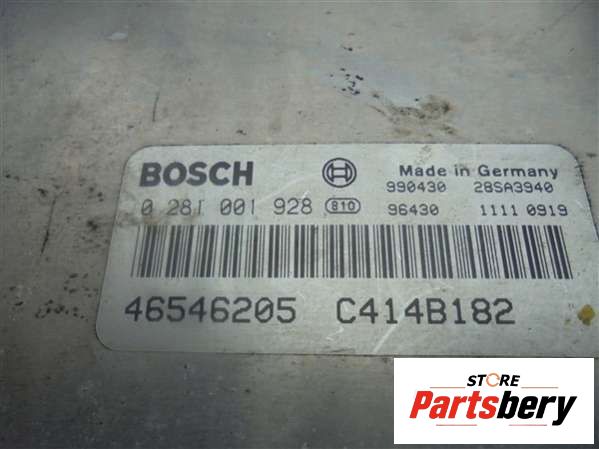 BOSCH
Made in Germany
990430 28SA3940
0 281 001 928 810
96430 1111 0919
46546205 C414B182
STORE
Partsbery